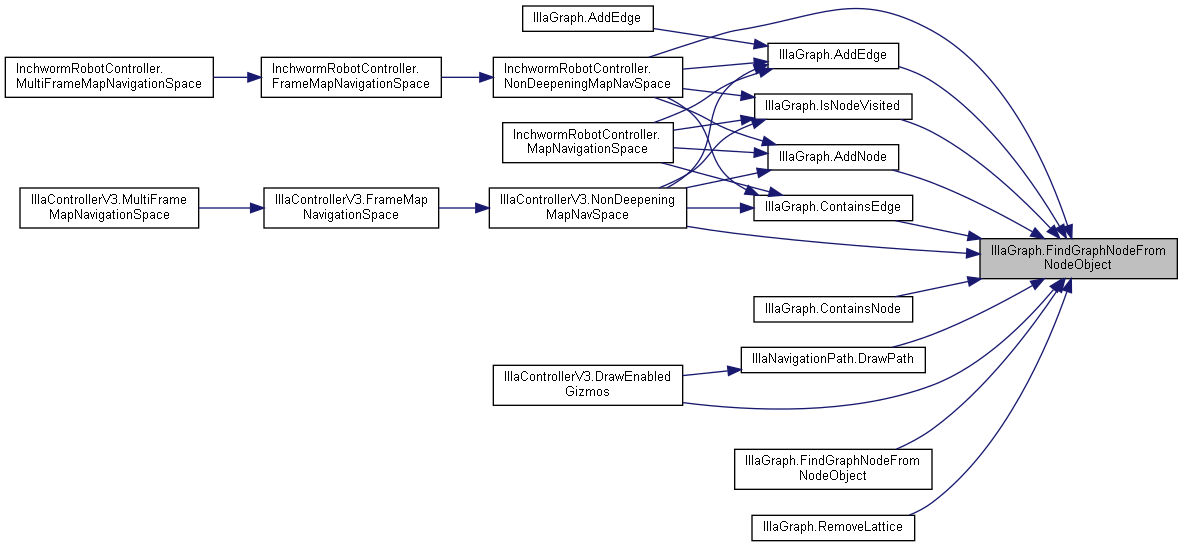 IllaGraph.AddEdge
IllaGraph.AddEdge
InchwormRobotController.
MultiFrameMapNavigationSpace
InchwormRobotController.
FrameMapNavigationSpace
InchwormRobotController.
NonDeepeningMapNavSpace
IllaGraph.IsNodeVisited
InchwormRobotController.
MapNavigationSpace
IllaGraph.AddNode
IllaControllerV3.MultiFrame
MapNavigationSpace
IllaControllerV3.FrameMap
NavigationSpace
IllaControllerV3.NonDeepening
MapNavSpace
IllaGraph.ContainsEdge
IllaGraph.FindGraphNodeFrom
NodeObject
IllaGraph.ContainsNode
IllaNavigationPath.DrawPath
IllaControllerV3.DrawEnabled
Gizmos
IllaGraph.FindGraphNodeFrom
NodeObject
IllaGraph.RemoveLattice